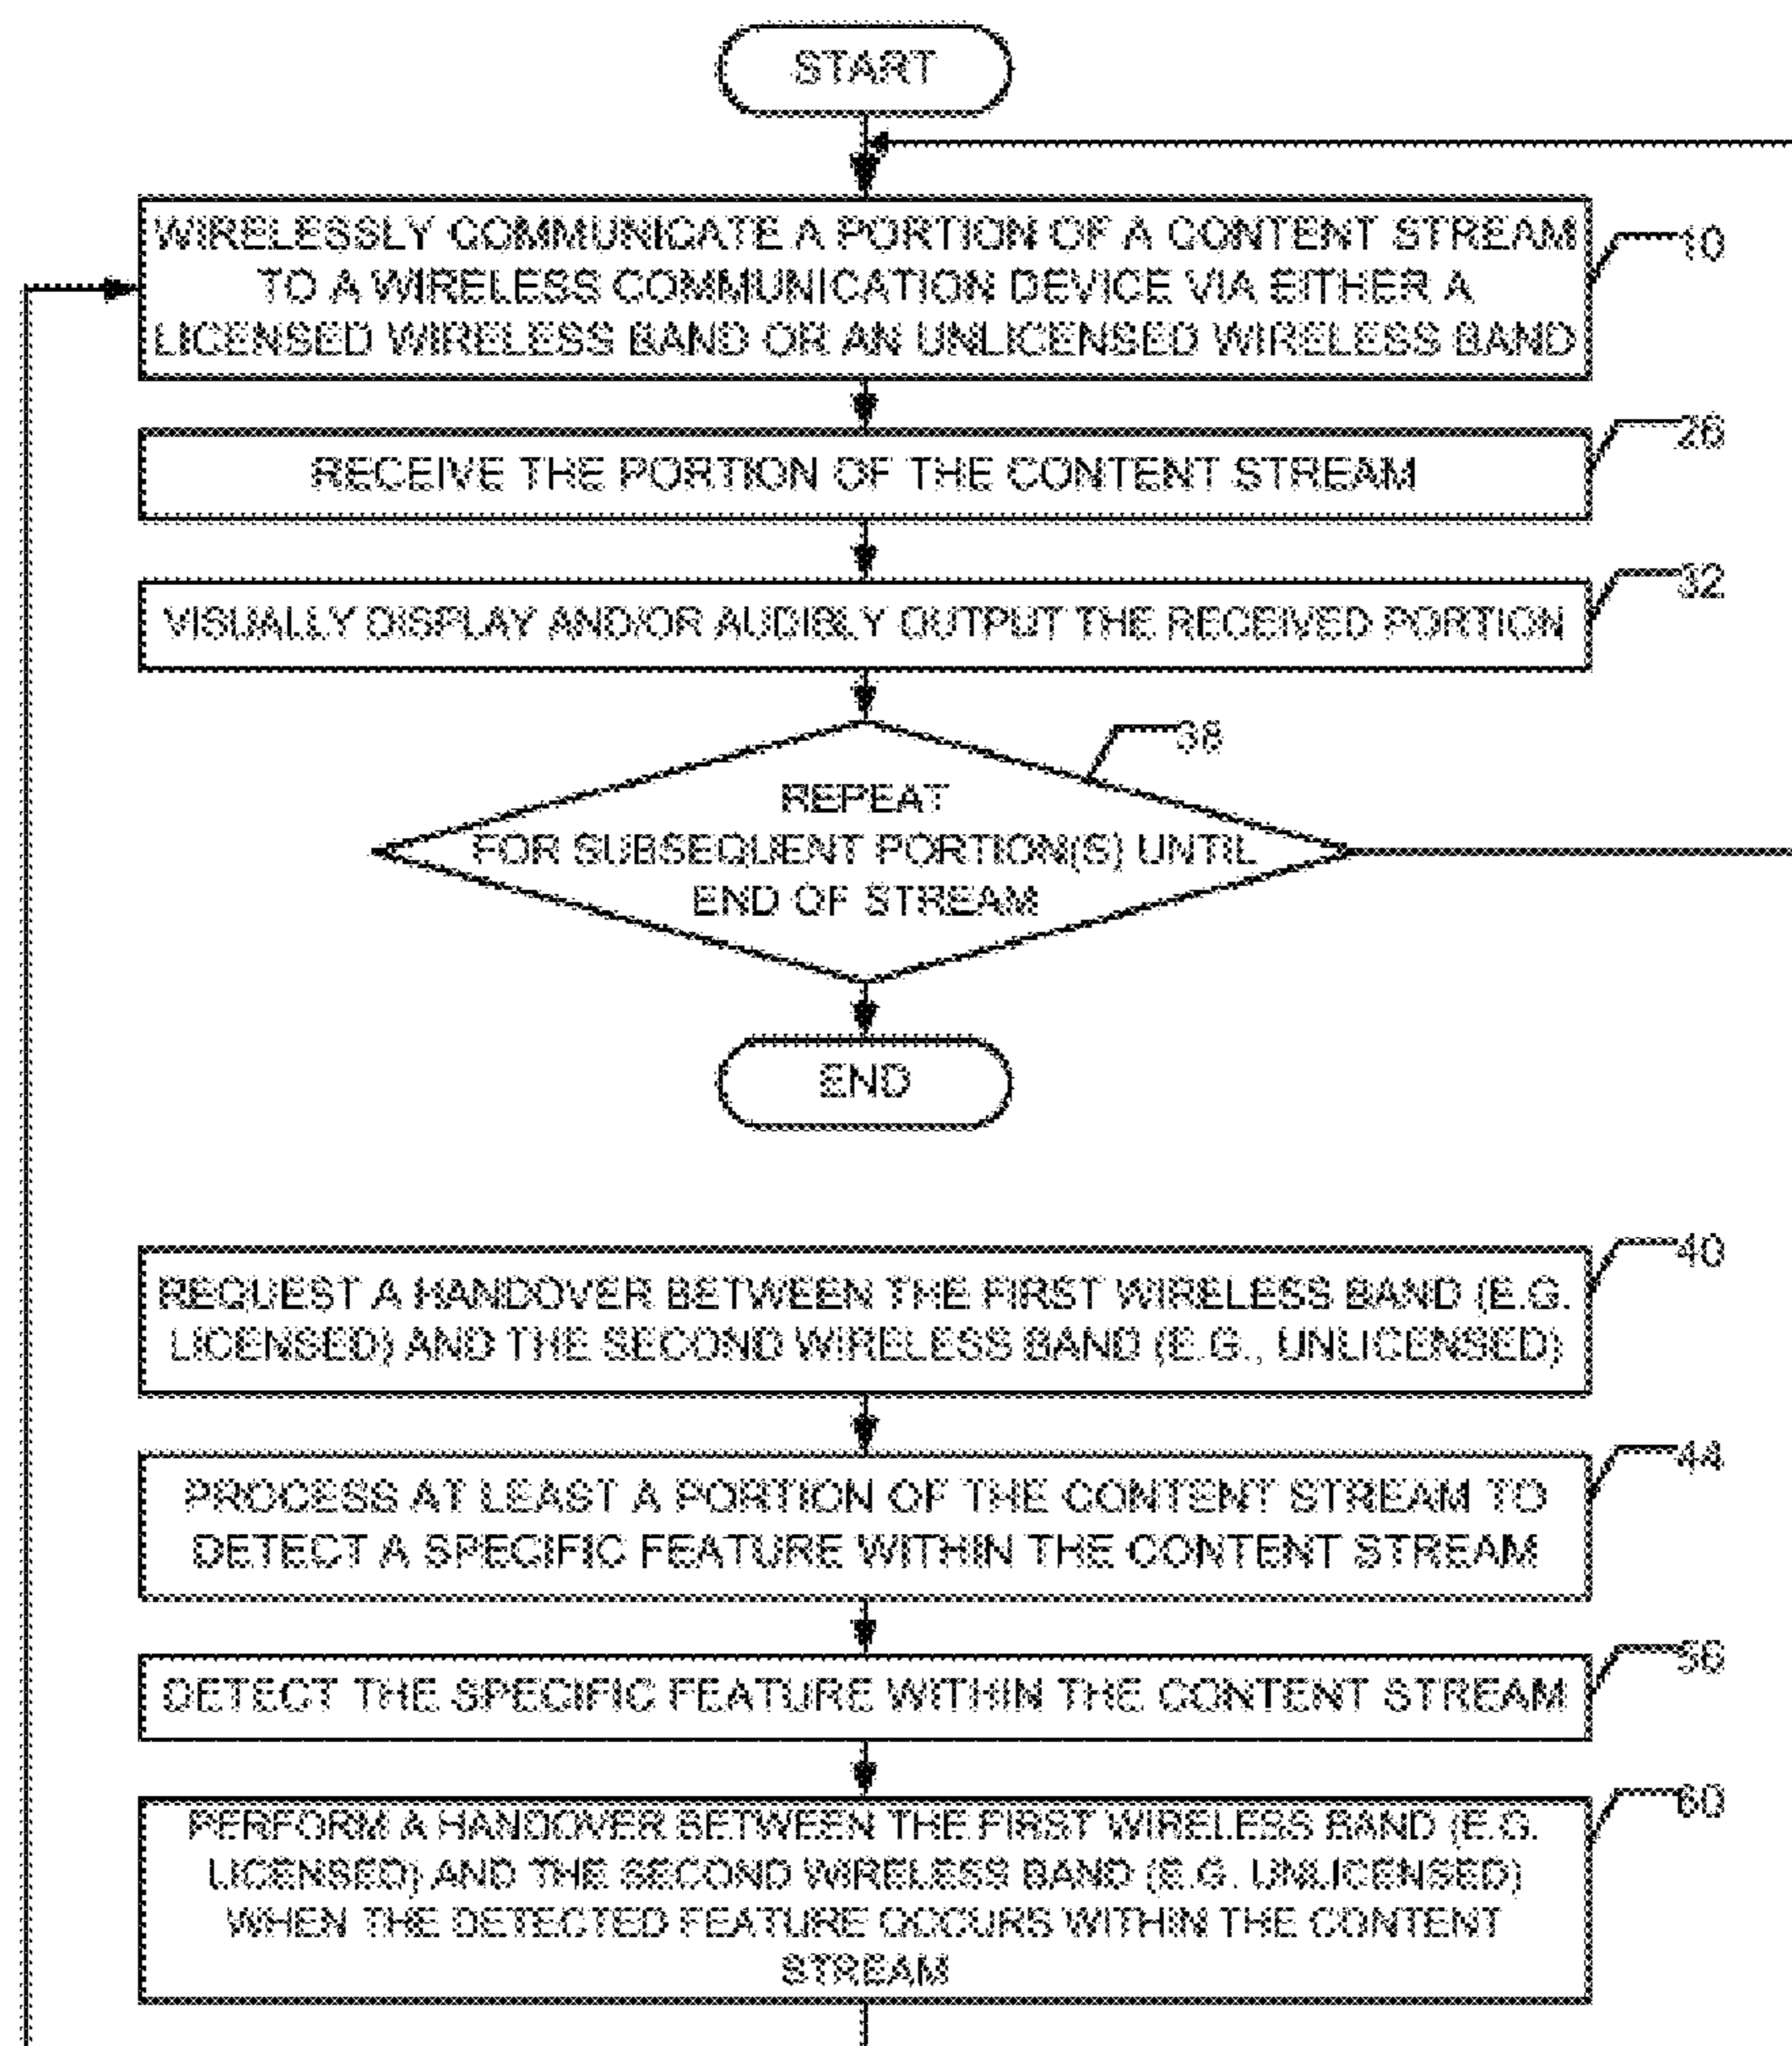 START
WIRELESSLY COMMUNICATE A PORTION OF A CONTENT STREAM
TO A WIRELESS COMMUNICATION DEVICE VIA EITHER A
LICENSED WIRELESS BAND OR AN UNLICENSED WIRELESS BAND
10
RECEIVE THE PORTION OF THE CONTENT STREAM
26
VISUALLY DISPLAY AND/OR AUDIBLY OUTPUT THE RECEIVED PORTION
32
38
REPEAT
FOR SUBSEQUENT PORTION(S) UNTIL
END OF STREAM
END
REQUEST A HANDOVER BETWEEN THE FIRST WIRELESS BAND (E.G.
LICENSED) AND THE SECOND WIRELESS BAND (E.G., UNLICENSED)
40
PROCESS AT LEAST A PORTION OF THE CONTENT STREAM TO
DETECT A SPECIFIC FEATURE WITHIN THE CONTENT STREAM
44
DETECT THE SPECIFIC FEATURE WITHIN THE CONTENT STREAM
56
PERFORM A HANDOVER BETWEEN THE FIRST WIRELESS BAND (E.G.
LICENSED) AND THE SECOND WIRELESS BAND (E.G. UNLICENSED)
WHEN THE DETECTED FEATURE OCCURS WITHIN THE CONTENT
STREAM
60